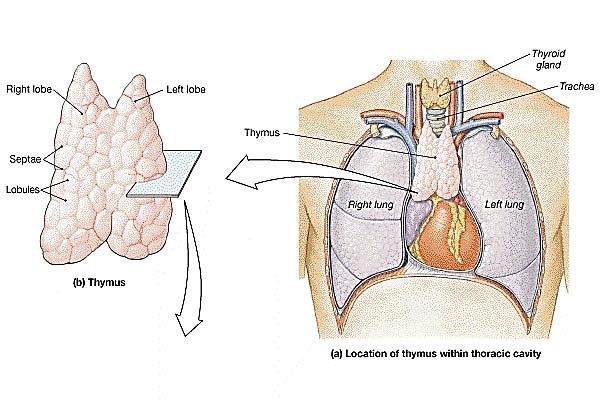 Right lobe
Left lobe
Septae
Lobules
(b) Thymus
Thyroid
gland
Trachea
Thymus
Right lung
Left lung
(a) Location of thymus within thoracic cavity